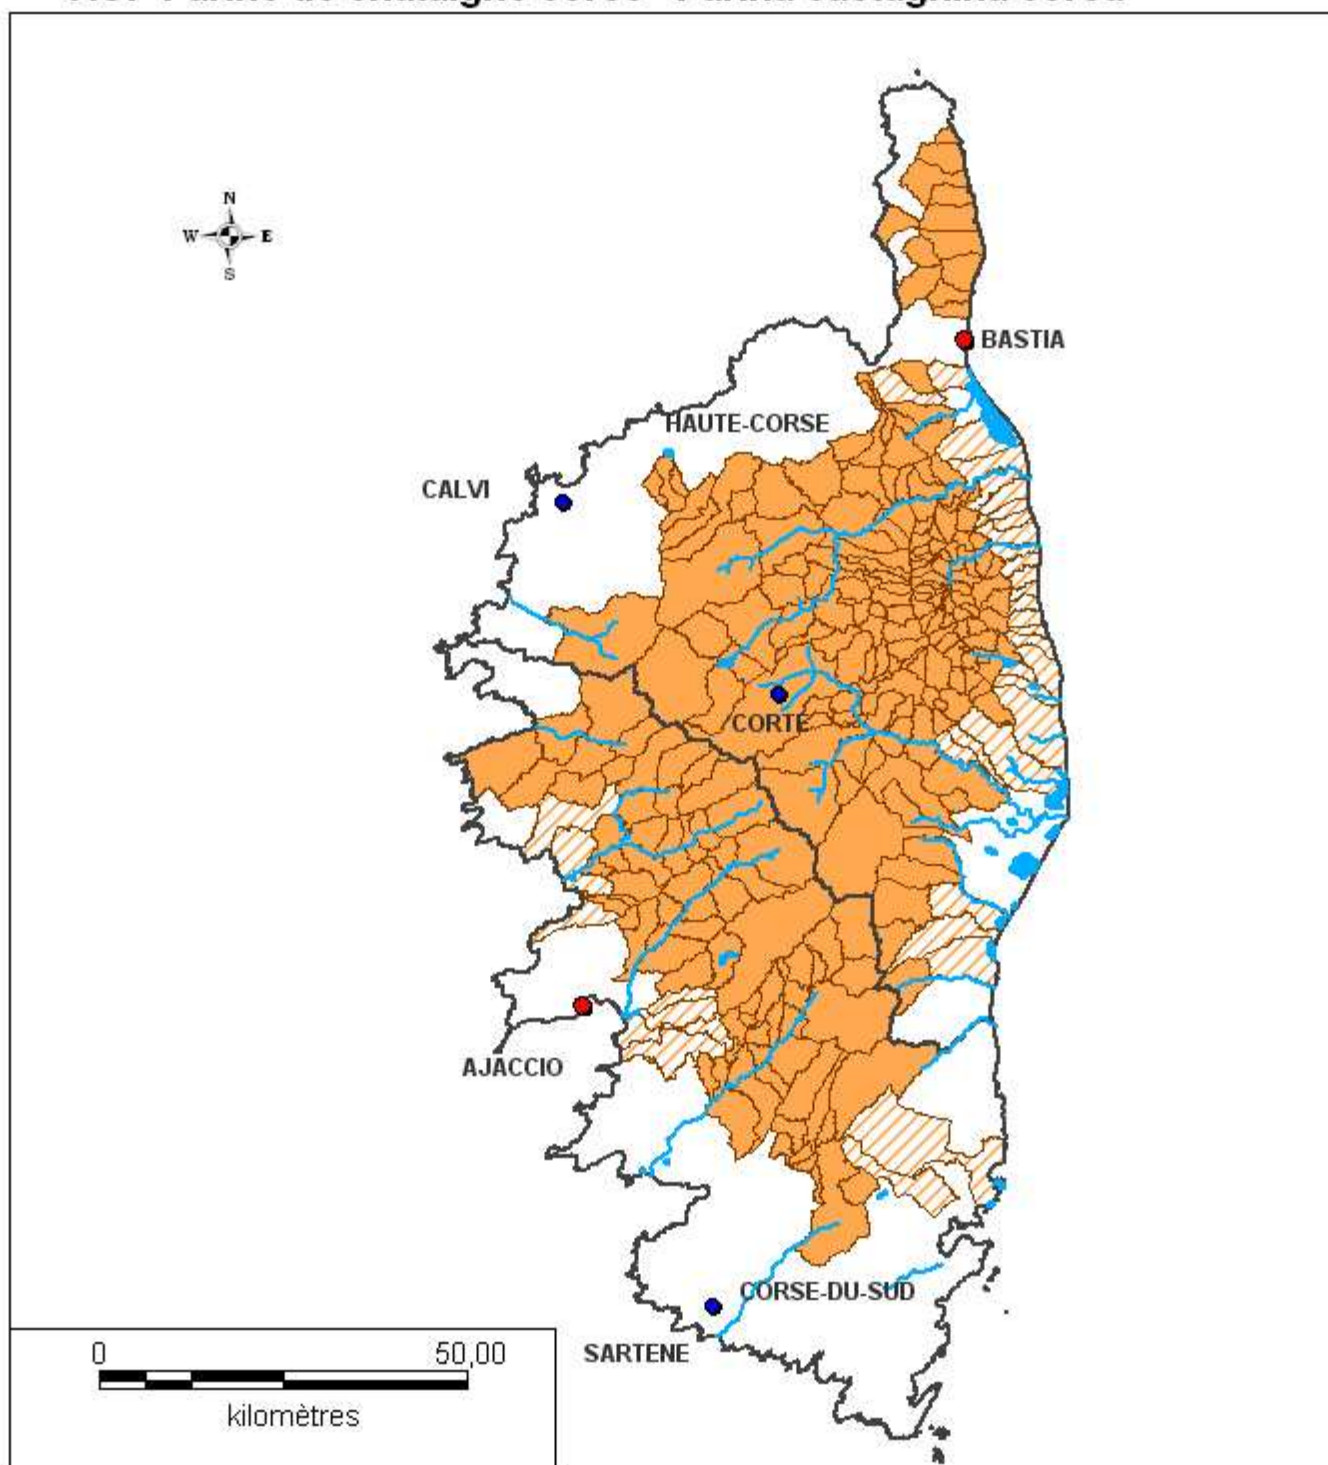 N
W E
S
BASTIA
HAUTE-CORSE
CALVI
CORTE
AJACCIO
CORSE-DU-SUD
SARTENE
0 50,00
kilomètres